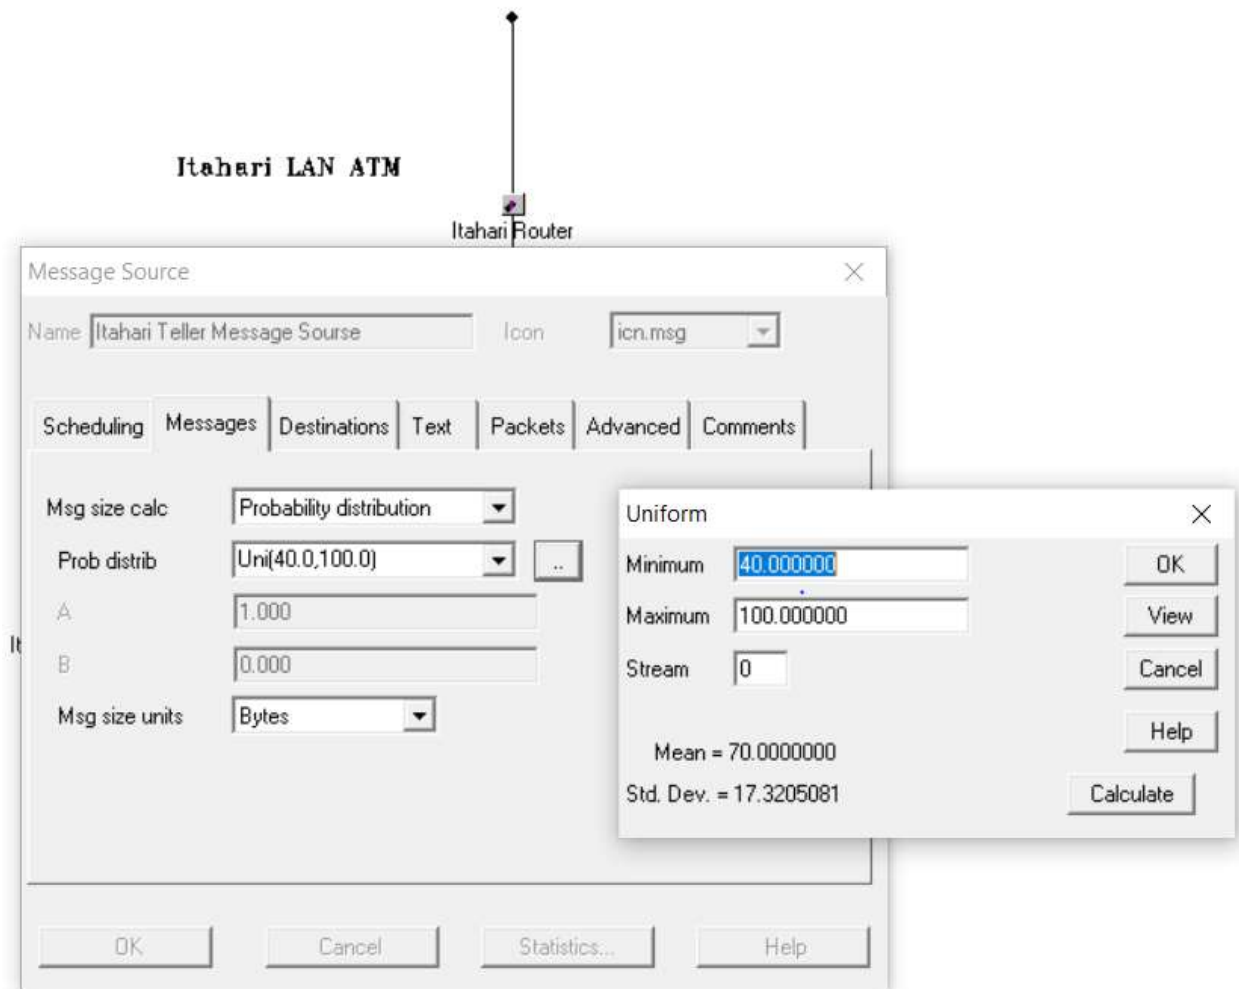 Itahari LAN ATM
Itahari Router
Message Source
Name Itahari Teller Message Sourse Icon icn.msg
Scheduling Messages Destinations Text Packets Advanced Comments
Msg size calc Probability distribution
Prob distrib Uni(40.0,100.0) ..
A 1.000
B 0.000
Msg size units Bytes
OK Cancel Statistics... Help
It
Uniform
Minimum 40.000000 OK
Maximum 100.000000 View
Stream 0 Cancel
Help
Mean = 70.0000000
Std. Dev. = 17.3205081 Calculate